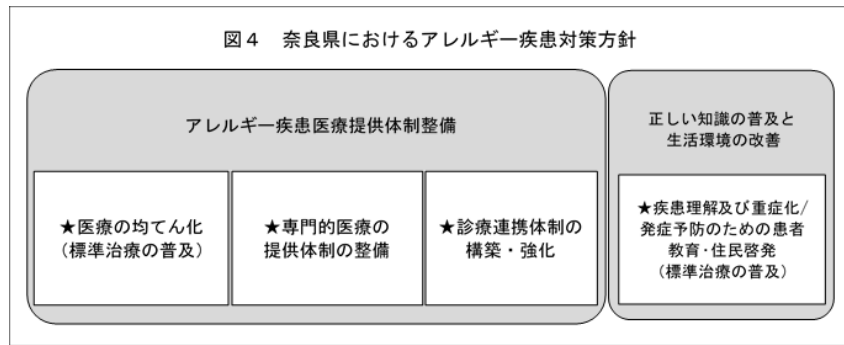 図４　奈良県におけるアレルギー疾患対策方針
アレルギー疾患医療提供体制整備
正しい知識の普及と
生活環境の改善
★医療の均てん化
（標準治療の普及）
★専門的医療の
提供体制の整備
★診療連携体制の
構築・強化
★疾患理解及び重症化/
発症予防のための患者
教育･住民啓発
（標準治療の普及）